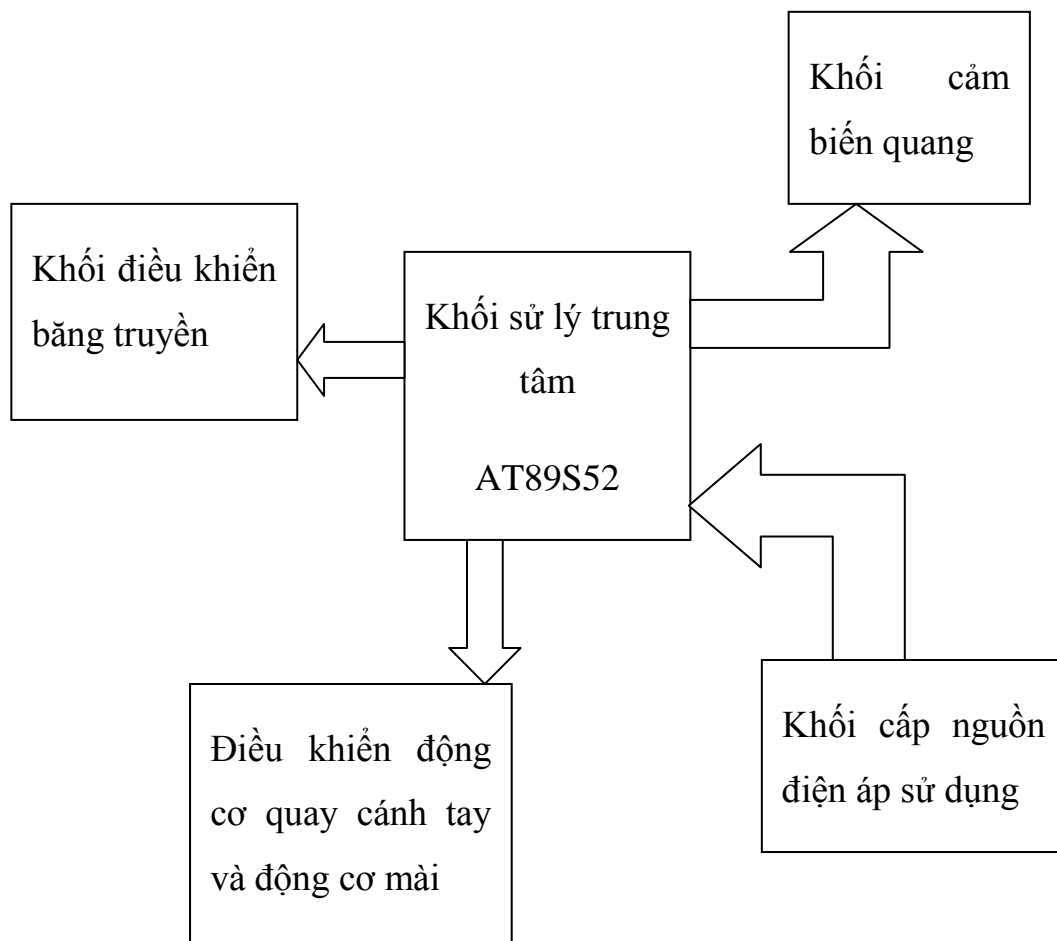 Khối cảm
biến quang
Khối điều khiển
băng truyền
Khối sử lý trung
tâm
AT89S52
Khối cấp nguồn
điện áp sử dụng
Điều khiển động
cơ quay cánh tay
và động cơ mài